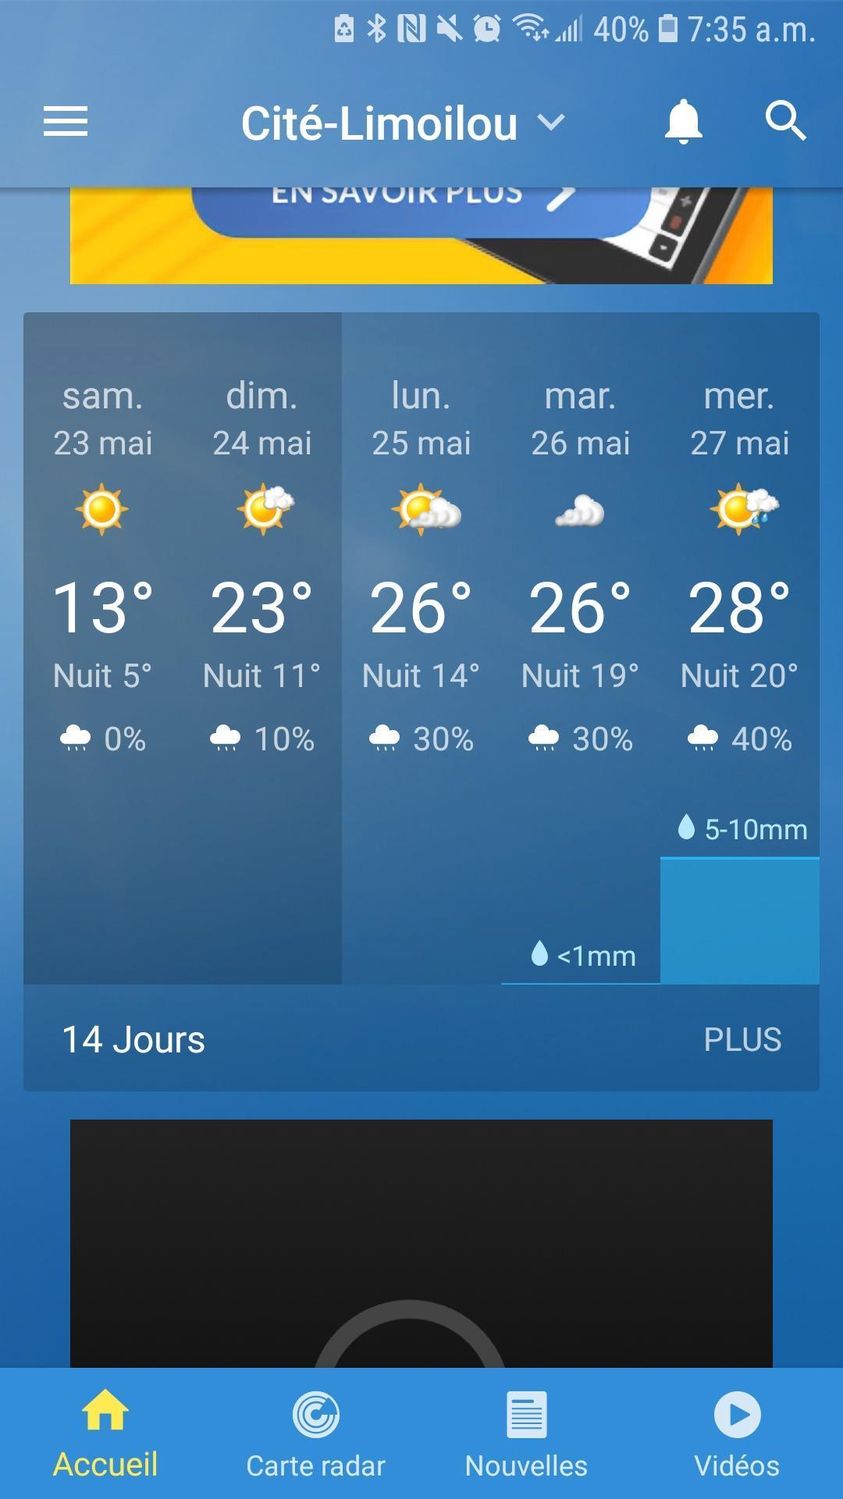 40% 7:35 a.m.
Cité-Limoilou
EN SAVOIR PLUS
sam. dim. lun. mar. mer.
23 mai 24 mai 25 mai 26 mai 27 mai
13° 23° 26° 26° 28°
Nuit 5° Nuit 11° Nuit 14° Nuit 19° Nuit 20°
0% 10% 30% 30% 40%
5-10mm
<1mm
14 Jours PLUS
Accueil Carte radar Nouvelles Vidéos